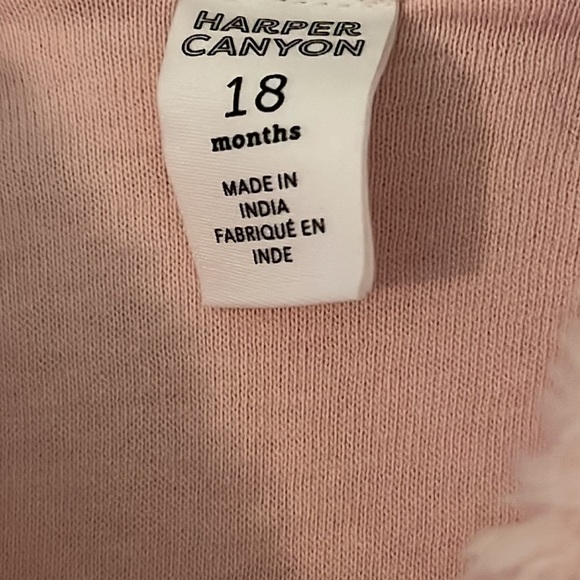 HARPER
CANYON
18
months
MADE IN
INDIA
FABRIQUÉ EN
INDE